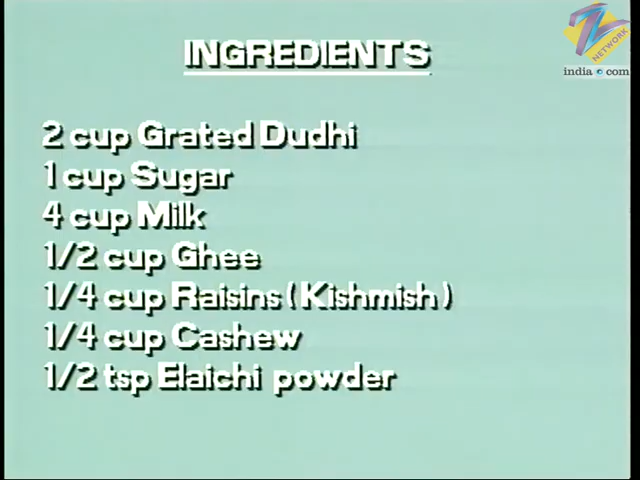 INGREDIENTS
Z NETWORK
india.com
2 cup Grated Dudhi
1 cup Sugar
4 cup Milk
1/2 cup Ghee
1/4 cup Raisins ( Kishmish )
1/4 cup Cashew
1/2 tsp Elaichi powder